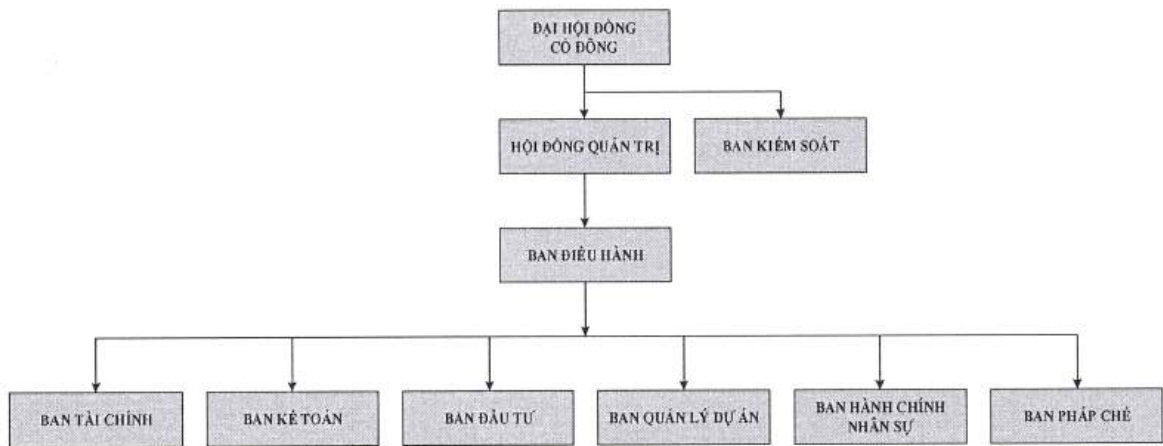 ĐẠI HỘI ĐỒNG
CỔ ĐÔNG
HỘI ĐỒNG QUẢN TRỊ
BAN KIỂM SOÁT
BAN ĐIỀU HÀNH
BAN TÀI CHÍNH
BAN KẾ TOÁN
BAN ĐẦU TƯ
BAN QUẢN LÝ DỰ ÁN
BAN HÀNH CHÍNH
NHÂN SỰ
BAN PHÁP CHẾ